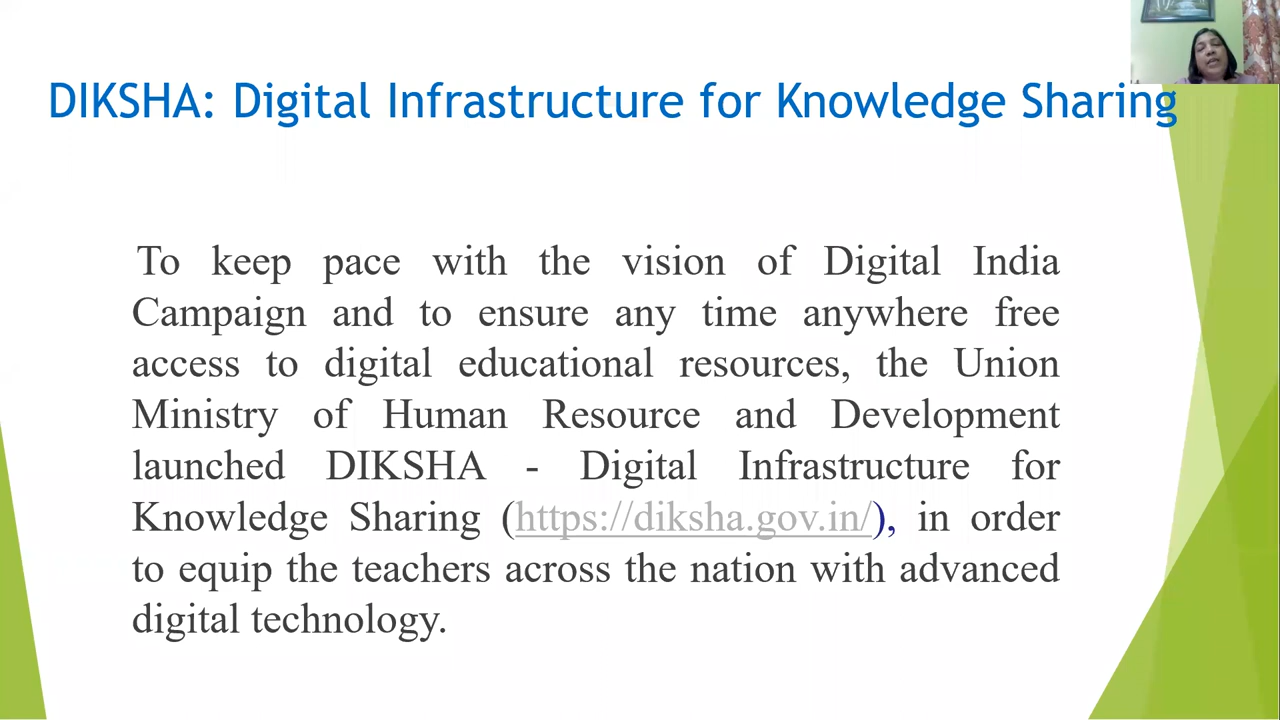 DIKSHA: Digital Infrastructure for Knowledge Sharing
To keep pace with the vision of Digital India
Campaign and to ensure any time anywhere free
access to digital educational resources, the Union
Ministry of Human Resource and Development
launched DIKSHA - Digital Infrastructure for
Knowledge Sharing (https://diksha.gov.in/), in order
to equip the teachers across the nation with advanced
digital technology.